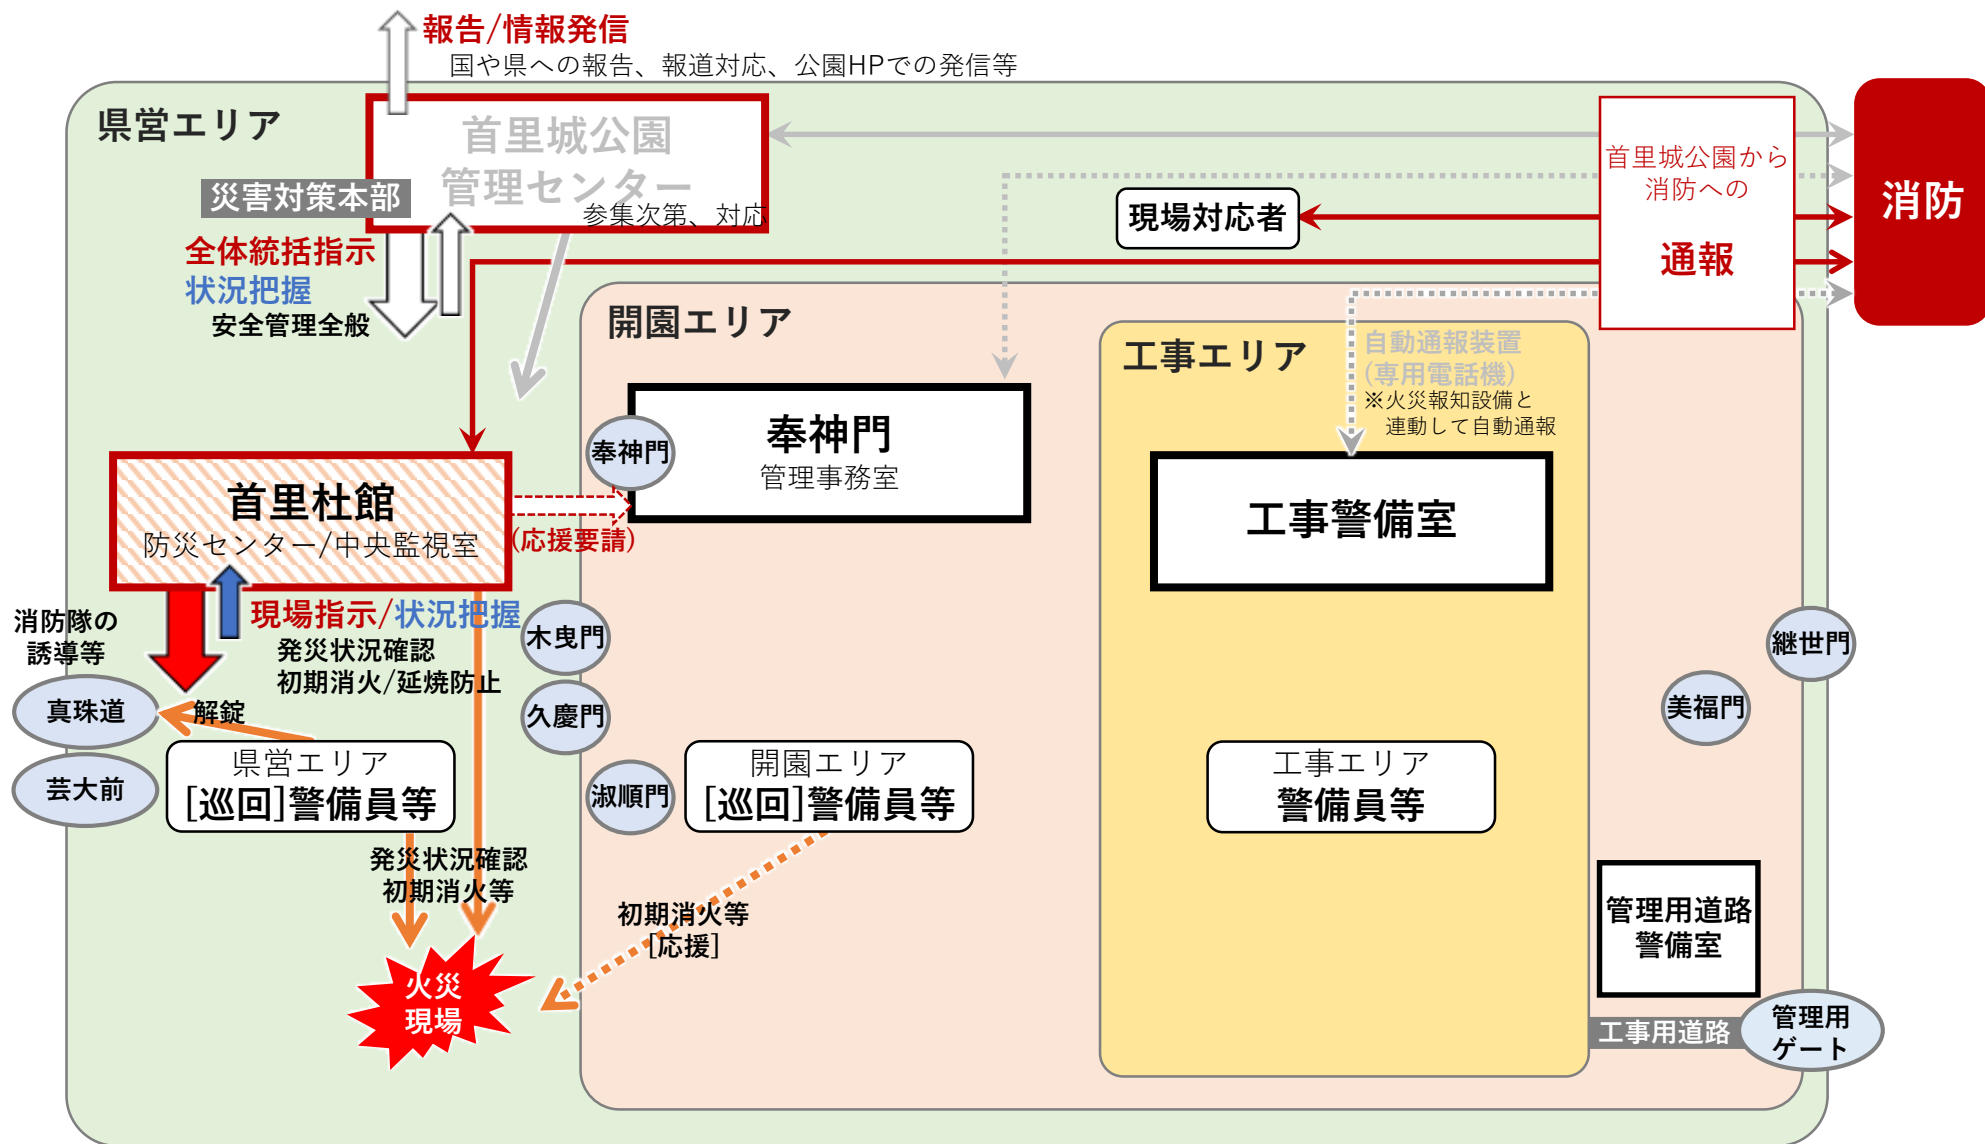 報告/情報発信
国や県への報告、報道対応、公園HPでの発信等
県営エリア
首里城公園
管理センター
災害対策本部
参集次第、対応
全体統括指示
状況把握
安全管理全般
現場対応者
首里城公園から
消防への
通報
消防
開園エリア
工事エリア
自動通報装置
(専用電話機)
※火災報知設備と
連動して自動通報
奉神門
奉神門
管理事務室
首里杜館
防災センター/中央監視室
(応援要請)
工事警備室
現場指示/状況把握
発災状況確認
初期消火/延焼防止
消防隊の
誘導等
木曳門
継世門
真珠道
解錠
久慶門
美福門
芸大前
県営エリア
[巡回]警備員等
淑順門
開園エリア
[巡回]警備員等
工事エリア
警備員等
発災状況確認
初期消火等
初期消火等
[応援]
管理用道路
警備室
火災
現場
工事用道路
管理用
ゲート